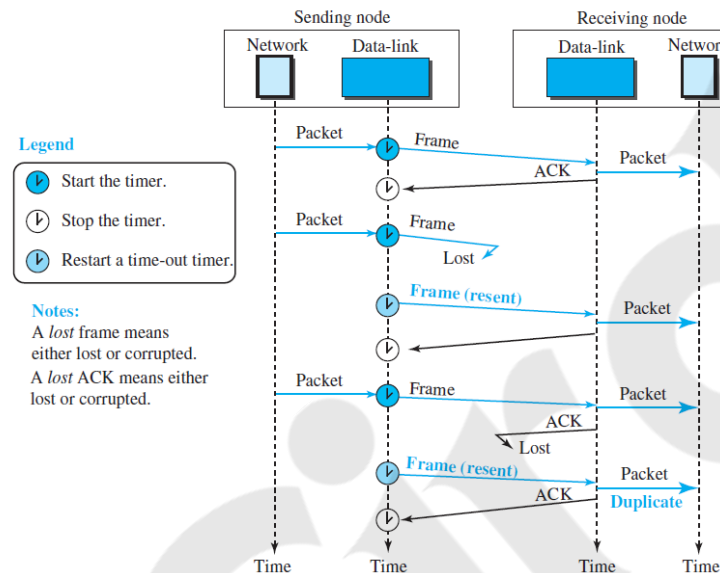 Sending node
Receiving node
Network
Data-link
Data-link
Networ
Legend
Start the timer.
Stop the timer.
Restart a time-out timer.
Notes:
A lost frame means
either lost or corrupted.
A lost ACK means either
lost or corrupted.
Packet
Frame
Packet
ACK
Packet
Frame
Lost
Frame (resent)
Packet
Packet
Frame
Packet
ACK
Lost
Frame (resent)
Packet
ACK
Duplicate
Time
Time
Time
Time